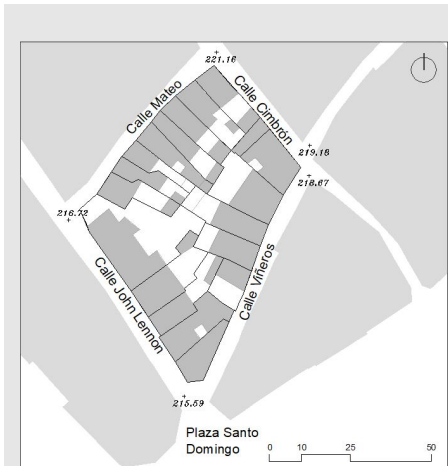 221.16
Calle Mateo
Calle Cimbrón
219.18
218.67
216.72
Calle John Lennon
Calle Viñeros
215.59
Plaza Santo
Domingo
0 10 25 50